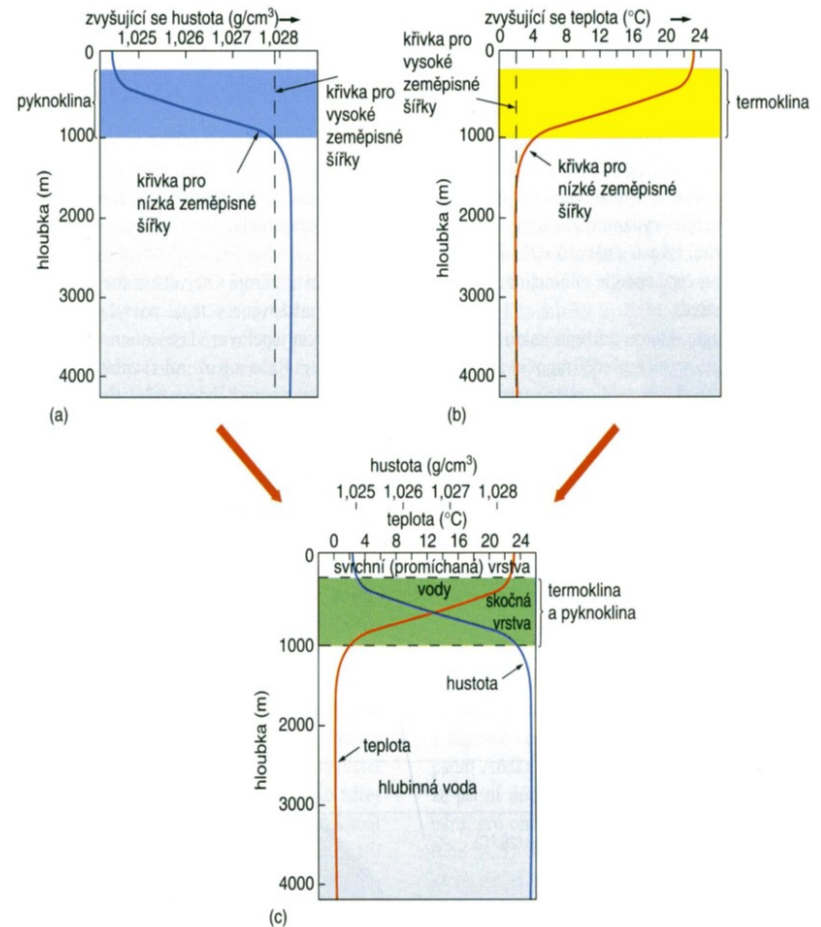 zvyšující se hustota (g/cm³)
1,025 1,026 1,027 1,028
0
1000
2000
3000
4000
hloubka (m)
pyknoklina
křivka pro
vysoké
zeměpisné
šířky
křivka pro
nízká zeměpisné
šířky
(a)
zvyšující se teplota (°C)
0 4 8 12 16 20 24
0
1000
2000
3000
4000
hloubka (m)
křivka pro
vysoké
zeměpisné
šířky
termoklina
křivka pro
nízké zeměpisné
šířky
(b)
hustota (g/cm³)
1,025 1,026 1,027 1,028
teplota (°C)
0 4 8 12 16 20 24
0
1000
2000
3000
4000
hloubka (m)
svrchní (promíchaná) vrstva
vody
skočná
vrstva
termoklina
a pyknoklina
hustota
teplota
hlubinná voda
(c)